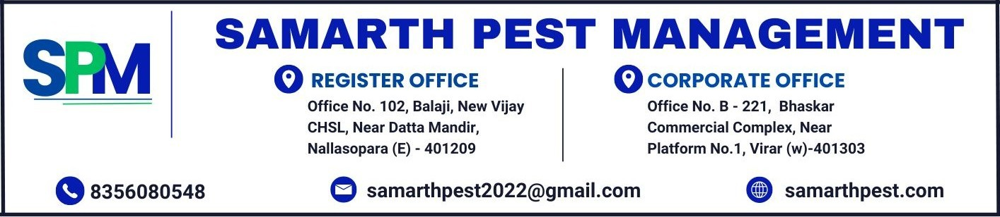 SPM
SAMARTH PEST MANAGEMENT
REGISTER OFFICE
Office No. 102, Balaji, New Vijay
CHSL, Near Datta Mandir,
Nallasopara (E) - 401209
CORPORATE OFFICE
Office No. B - 221,  Bhaskar
Commercial Complex, Near
Platform No.1, Virar (w)-401303
8356080548
samarthpest2022@gmail.com
samarthpest.com